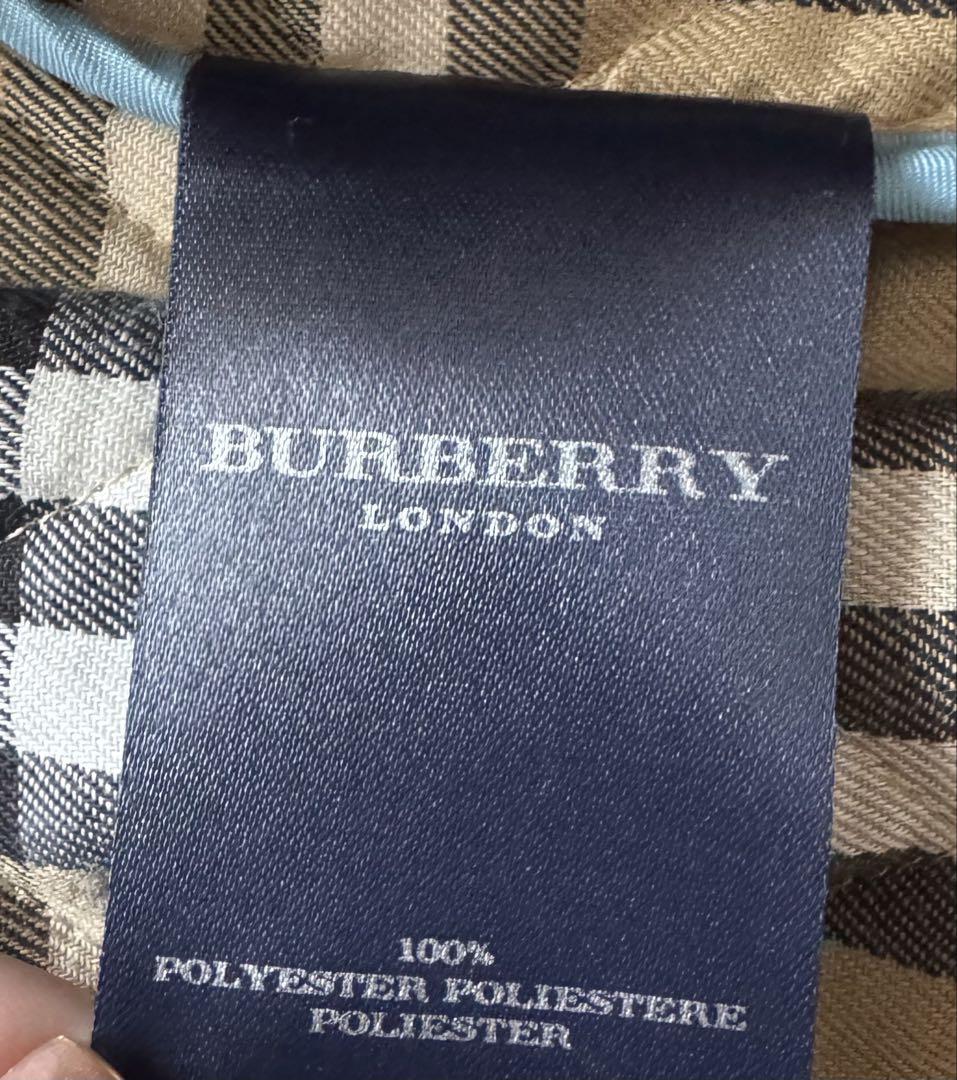 BURBERRY
LONDON
100%
POLYESTER POLIESTERE
POLIESTER